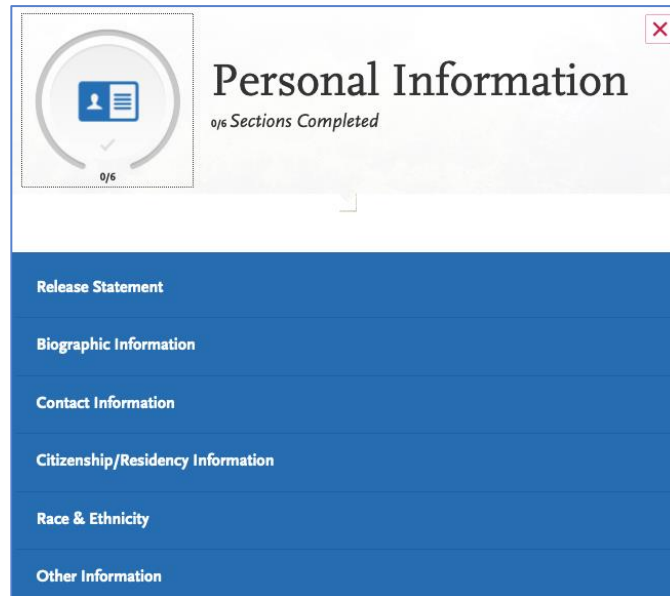 Personal Information
0/6 Sections Completed
0/6
Release Statement
Biographic Information
Contact Information
Citizenship/Residency Information
Race & Ethnicity
Other Information